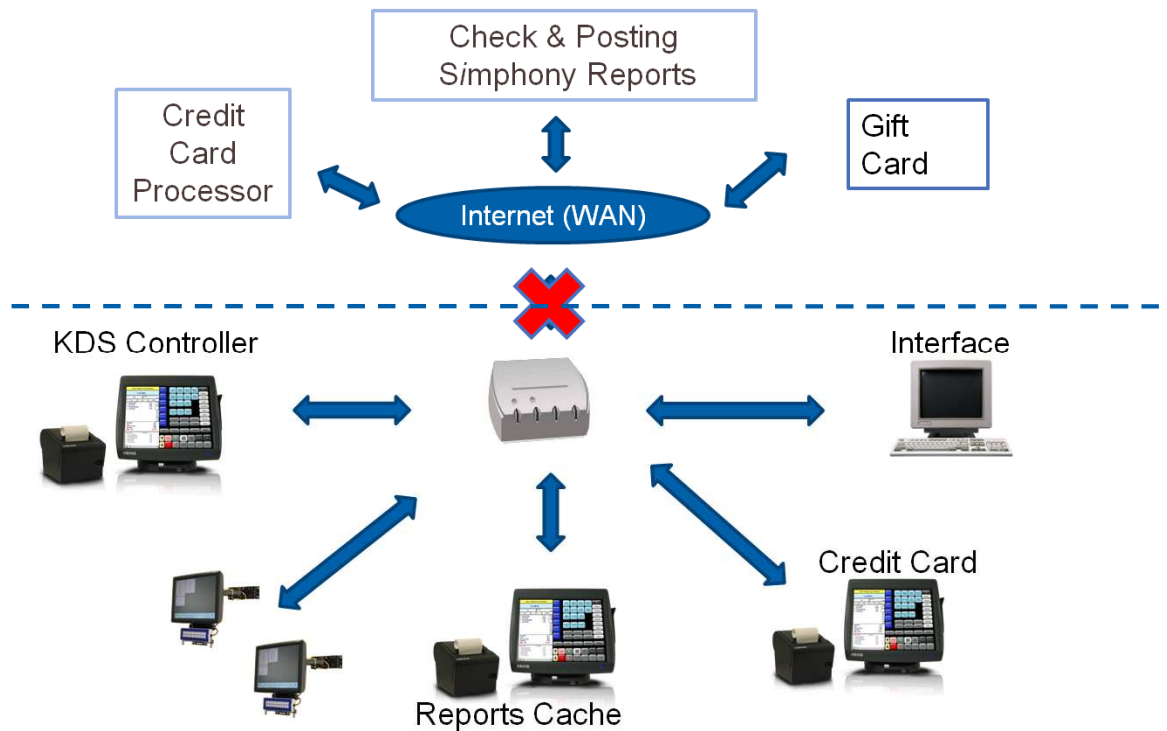 Check & Posting
Simphony Reports
Credit
Card
Processor
Gift
Card
Internet (WAN)
KDS Controller
Interface
Credit Card
Reports Cache